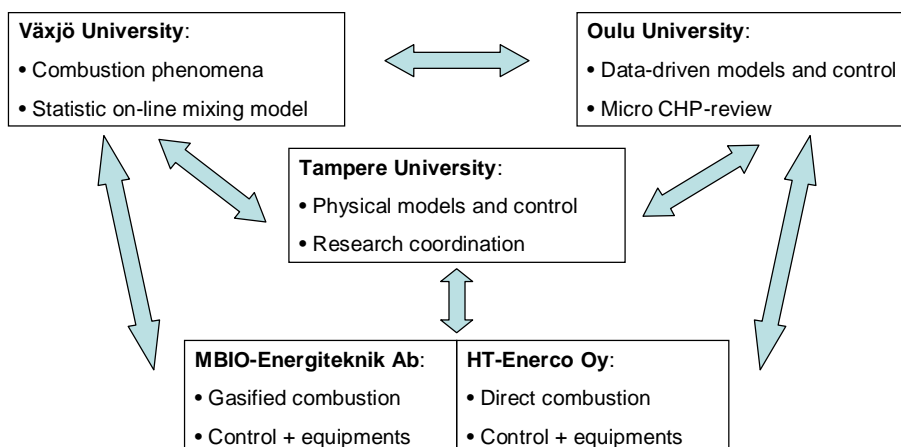 Växjö University:
• Combustion phenomena
• Statistic on-line mixing model
Oulu University:
• Data-driven models and control
• Micro CHP-review
Tampere University:
• Physical models and control
• Research coordination
MBIO-Energiteknik Ab:
• Gasified combustion
• Control + equipments
HT-Enerco Oy:
• Direct combustion
• Control + equipments